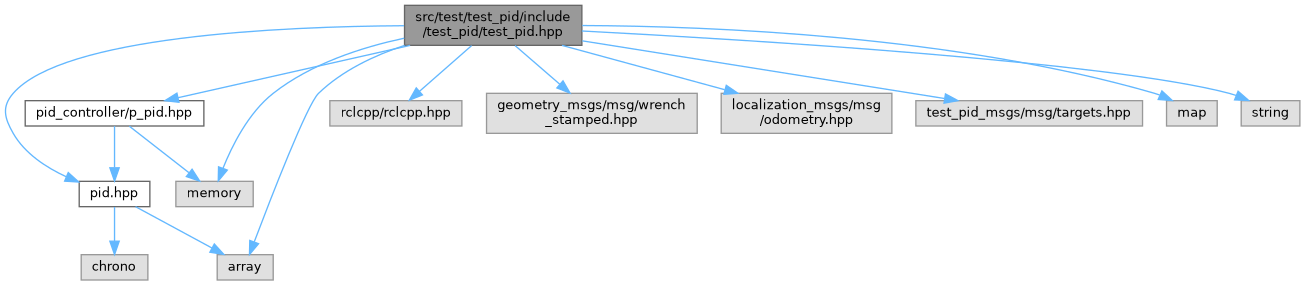 src/test/test_pid/include
/test_pid/test_pid.hpp
pid_controller/p_pid.hpp
rclcpp/rclcpp.hpp
geometry_msgs/msg/wrench
_stamped.hpp
localization_msgs/msg
/odometry.hpp
test_pid_msgs/msg/targets.hpp
map
string
pid.hpp
memory
chrono
array